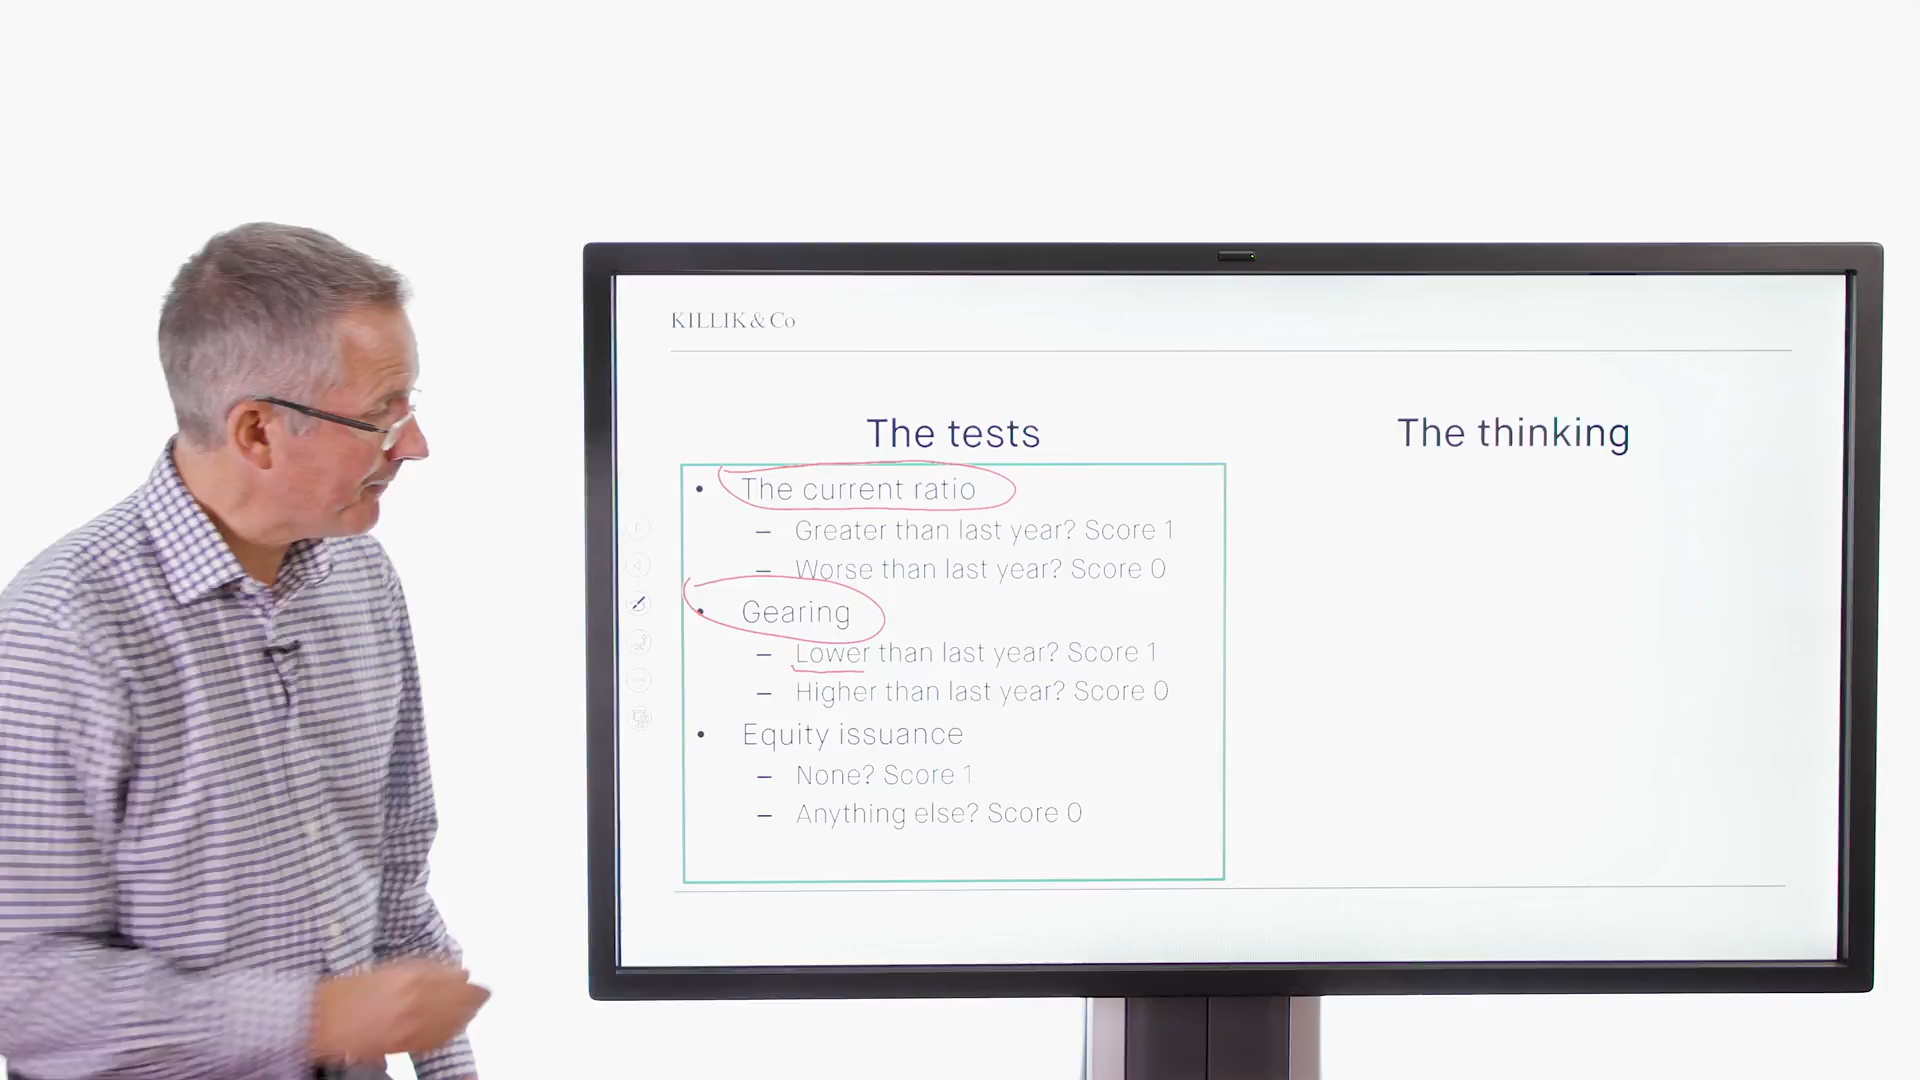 KILLIK & Co
The tests
The thinking
• The current ratio
– Greater than last year? Score 1
– Worse than last year? Score 0
• Gearing
– Lower than last year? Score 1
– Higher than last year? Score 0
• Equity issuance
– None? Score 1
– Anything else? Score 0